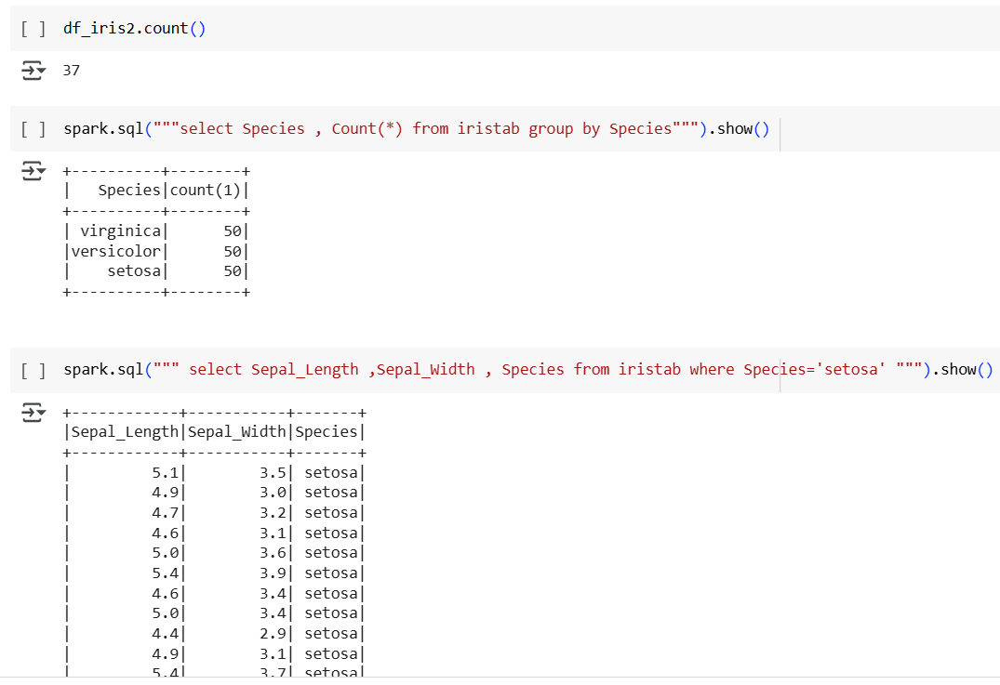 [ ] df_iris2.count()
37
[ ] spark.sql("""select Species , Count(*) from iristab group by Species""").show()
+----------+--------+
|   Species|count(1)|
+----------+--------+
| virginica|      50|
|versicolor|      50|
|    setosa|      50|
+----------+--------+
[ ] spark.sql(""" select Sepal_Length ,Sepal_Width , Species from iristab where Species='setosa' """).show()
+------------+-----------+-------+
|Sepal_Length|Sepal_Width|Species|
+------------+-----------+-------+
|         5.1|        3.5| setosa|
|         4.9|        3.0| setosa|
|         4.7|        3.2| setosa|
|         4.6|        3.1| setosa|
|         5.0|        3.6| setosa|
|         5.4|        3.9| setosa|
|         4.6|        3.4| setosa|
|         5.0|        3.4| setosa|
|         4.4|        2.9| setosa|
|         4.9|        3.1| setosa|
|         5.4|        3.7| setosa|